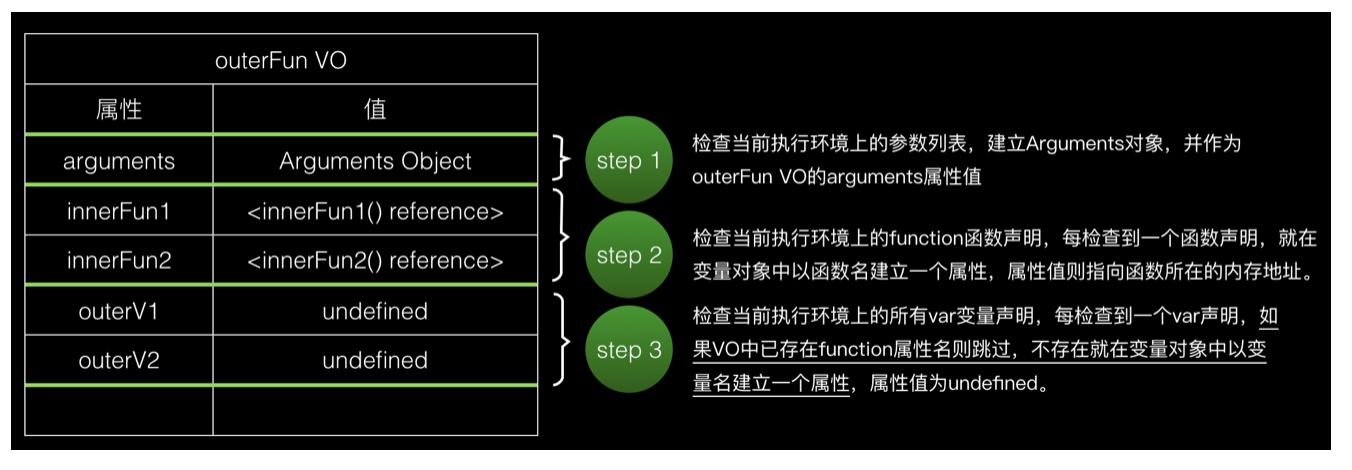 outerFun VO
属性 值
arguments Arguments Object
innerFun1 <innerFun1() reference>
innerFun2 <innerFun2() reference>
outerV1 undefined
outerV2 undefined
step 1
检查当前执行环境上的参数列表，建立Arguments对象，并作为
outerFun VO的arguments属性值
step 2
检查当前执行环境上的function函数声明，每检查到一个函数声明，就在
变量对象中以函数名建立一个属性，属性值则指向函数所在的内存地址。
step 3
检查当前执行环境上的所有var变量声明，每检查到一个var声明，如
果VO中已存在function属性名则跳过，不存在就在变量对象中以变
量名建立一个属性，属性值为undefined。